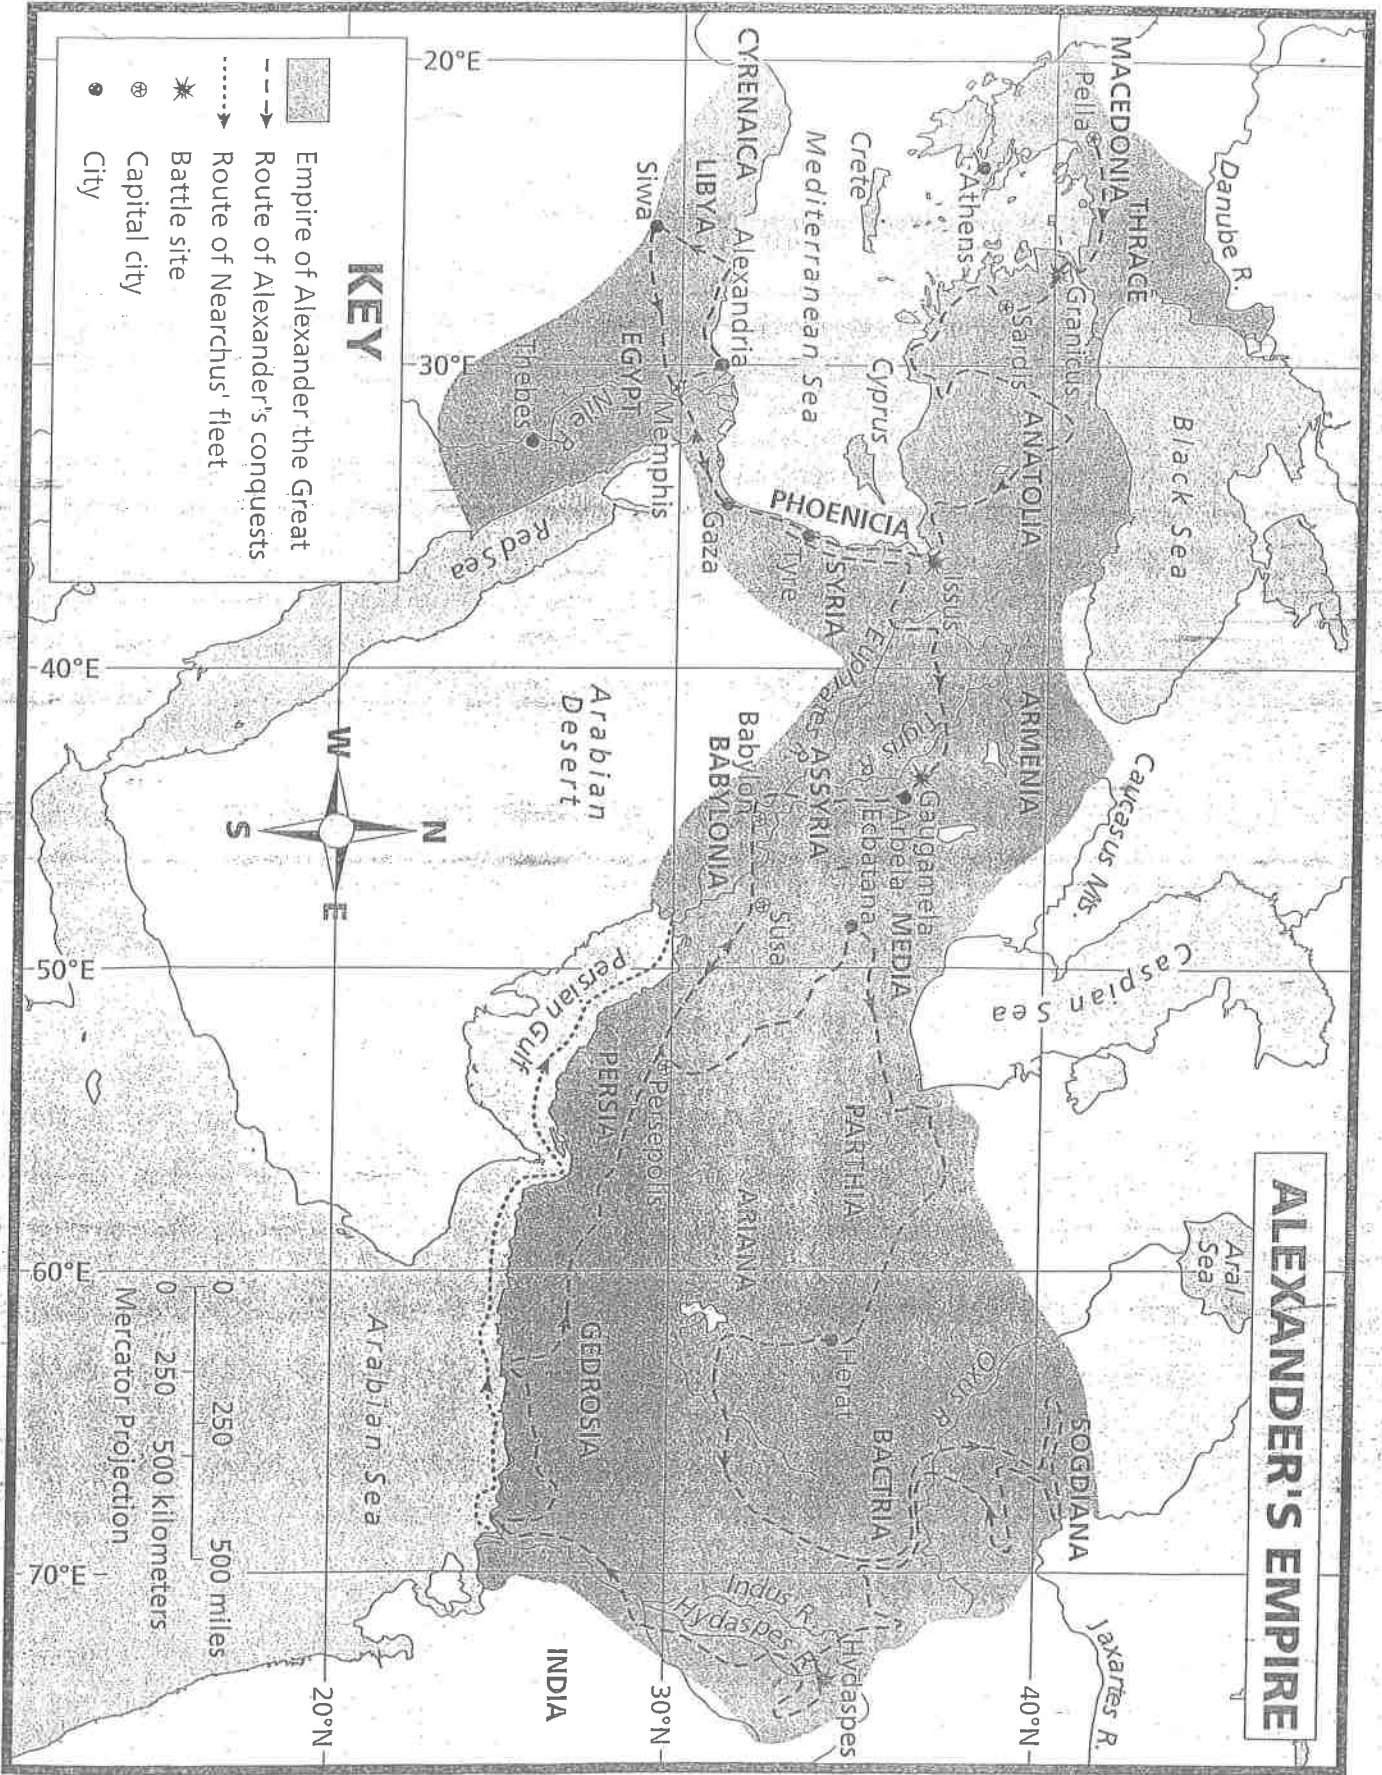 ALEXANDER'S EMPIRE
Danube R.
Black Sea
Caucasus Mts.
Caspian
Sea
Aral
Sea
Jaxartes R.
MACEDONIA
THRACE
Pella
Granicus
Athens
Sardis
ANATOLIA
ARMENIA
Crete
Cyprus
Mediterranean Sea
Issus
PHOENICIA
SYRIA
Tyre
Gaza
Euphrates
Tigris
R.
R.
Gaugamela
Arbela
Ecbatana
MEDIA
ASSYRIA
Babylon
BABYLONIA
Susa
PARTHIA
ARIANA
Herat
BACTRIA
SOGDIANA
Oxus
R.
CYRENAICA
LIBYA
Alexandria
Siwa
EGYPT
Memphis
Nile R.
Thebes
Red Sea
Arabian
Desert
Persian Gulf
PERSIA
Persepolis
GEDROSIA
Indus R.
Hydaspes R.
Hydaspes
INDIA
Arabian Sea
20°E
30°E
40°E
50°E
60°E
70°E
40°N
30°N
20°N
N
W
E
S
KEY
Empire of Alexander the Great
Route of Alexander's conquests
Route of Nearchus' fleet
Battle site
Capital city
City
0 250 500 miles
0 250 500 kilometers
Mercator Projection